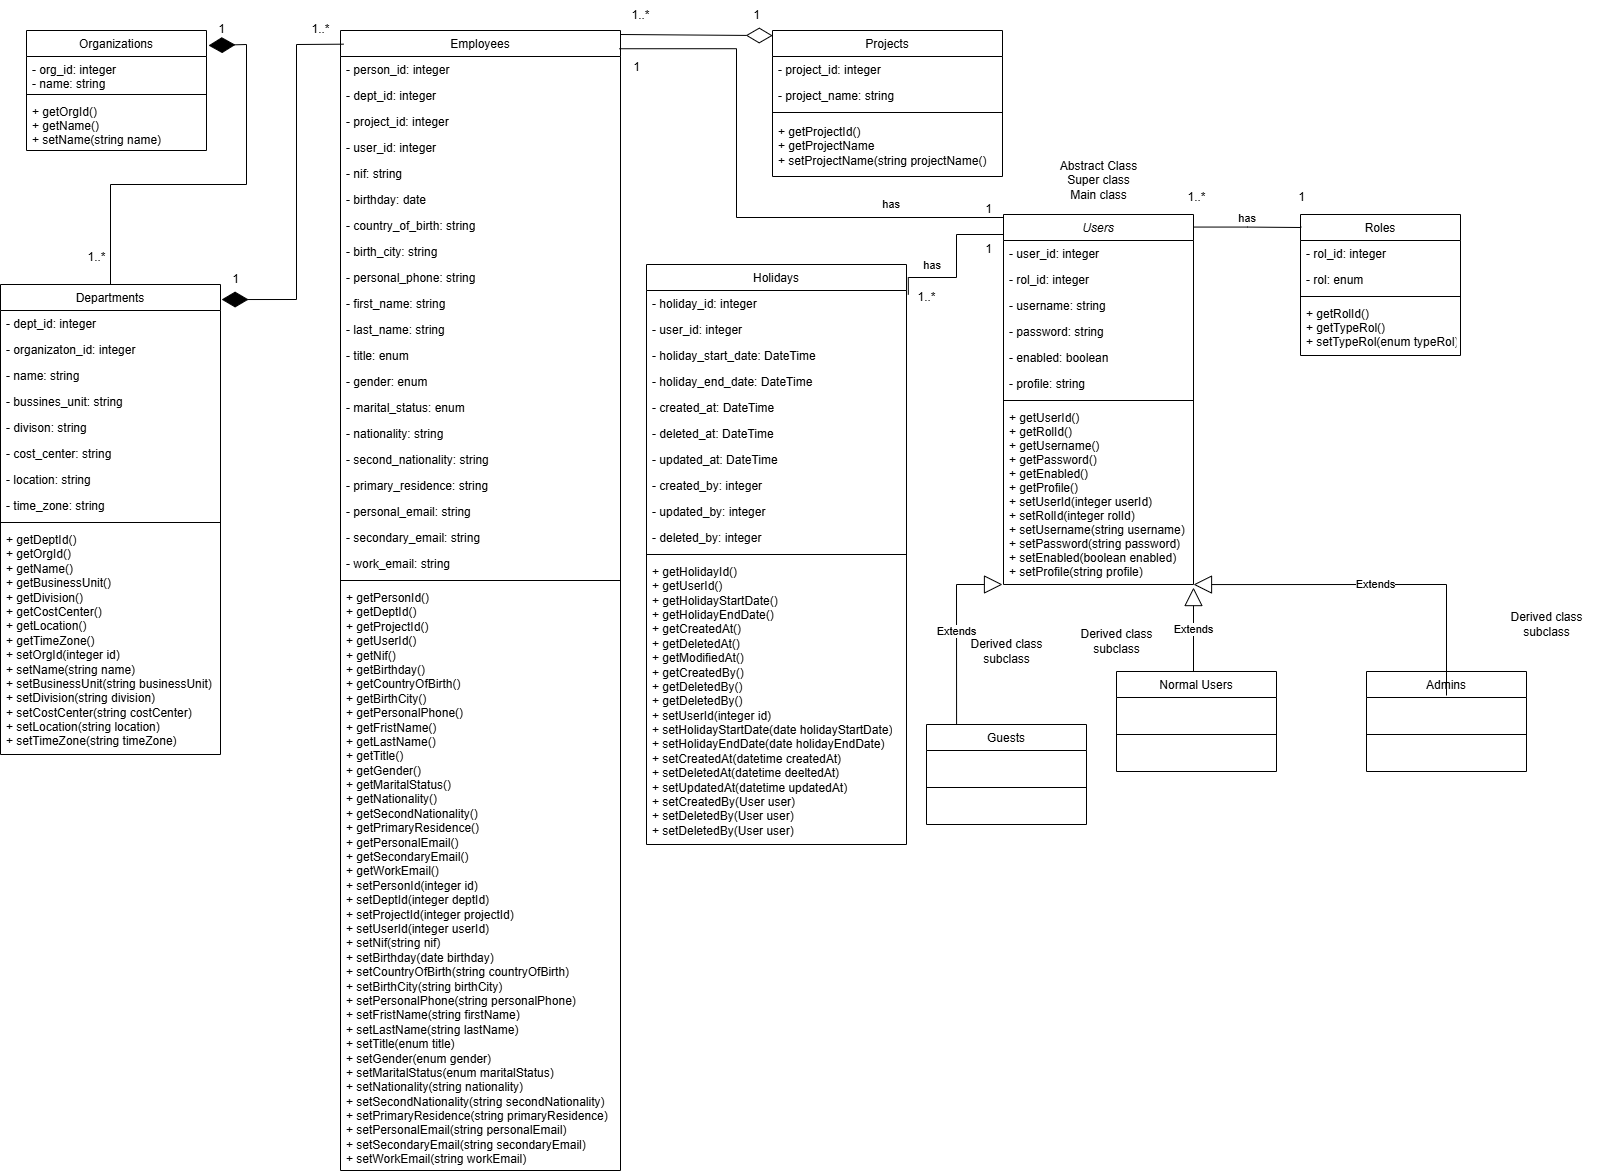 1
1..*
Organizations
- org_id: integer
- name: string
+ getOrgId()
+ getName()
+ setName(string name)
1..*
1
Departments
- dept_id: integer
- organizaton_id: integer
- name: string
- bussines_unit: string
- divison: string
- cost_center: string
- location: string
- time_zone: string
+ getDeptId()
+ getOrgId()
+ getName()
+ getBusinessUnit()
+ getDivision()
+ getCostCenter()
+ getLocation()
+ getTimeZone()
+ setOrgId(integer id)
+ setName(string name)
+ setBusinessUnit(string businessUnit)
+ setDivision(string division)
+ setCostCenter(string costCenter)
+ setLocation(string location)
+ setTimeZone(string timeZone)
Employees
- person_id: integer
- dept_id: integer
- project_id: integer
- user_id: integer
- nif: string
- birthday: date
- country_of_birth: string
- birth_city: string
- personal_phone: string
- first_name: string
- last_name: string
- title: enum
- gender: enum
- marital_status: enum
- nationality: string
- second_nationality: string
- primary_residence: string
- personal_email: string
- secondary_email: string
- work_email: string
+ getPersonId()
+ getDeptId()
+ getProjectId()
+ getUserId()
+ getNif()
+ getBirthday()
+ getCountryOfBirth()
+ getBirthCity()
+ getPersonalPhone()
+ getFristName()
+ getLastName()
+ getTitle()
+ getGender()
+ getMaritalStatus()
+ getNationality()
+ getSecondNationality()
+ getPrimaryResidence()
+ getPersonalEmail()
+ getSecondaryEmail()
+ getWorkEmail()
+ setPersonId(integer id)
+ setDeptId(integer deptId)
+ setProjectId(integer projectId)
+ setUserId(integer userId)
+ setNif(string nif)
+ setBirthday(date birthday)
+ setCountryOfBirth(string countryOfBirth)
+ setBirthCity(string birthCity)
+ setPersonalPhone(string personalPhone)
+ setFristName(string firstName)
+ setLastName(string lastName)
+ setTitle(enum title)
+ setGender(enum gender)
+ setMaritalStatus(enum maritalStatus)
+ setNationality(string nationality)
+ setSecondNationality(string secondNationality)
+ setPrimaryResidence(string primaryResidence)
+ setPersonalEmail(string personalEmail)
+ setSecondaryEmail(string secondaryEmail)
+ setWorkEmail(string workEmail)
1..*
1
1
Projects
- project_id: integer
- project_name: string
+ getProjectId()
+ getProjectName
+ setProjectName(string projectName()
has
1
has
1
1..*
Holidays
- holiday_id: integer
- user_id: integer
- holiday_start_date: DateTime
- holiday_end_date: DateTime
- created_at: DateTime
- deleted_at: DateTime
- updated_at: DateTime
- created_by: integer
- updated_by: integer
- deleted_by: integer
+ getHolidayId()
+ getUserId()
+ getHolidayStartDate()
+ getHolidayEndDate()
+ getCreatedAt()
+ getDeletedAt()
+ getModifiedAt()
+ getCreatedBy()
+ getDeletedBy()
+ getDeletedBy()
+ setUserId(integer id)
+ setHolidayStartDate(date holidayStartDate)
+ setHolidayEndDate(date holidayEndDate)
+ setCreatedAt(datetime createdAt)
+ setDeletedAt(datetime deeltedAt)
+ setUpdatedAt(datetime updatedAt)
+ setCreatedBy(User user)
+ setDeletedBy(User user)
+ setDeletedBy(User user)
Abstract Class
Super class
Main class
Users
- user_id: integer
- rol_id: integer
- username: string
- password: string
- enabled: boolean
- profile: string
+ getUserId()
+ getRolId()
+ getUsername()
+ getPassword()
+ getEnabled()
+ getProfile()
+ setUserId(integer userId)
+ setRolId(integer rolId)
+ setUsername(string username)
+ setPassword(string password)
+ setEnabled(boolean enabled)
+ setProfile(string profile)
1..*
1
has
Roles
- rol_id: integer
- rol: enum
+ getRolId()
+ getTypeRol()
+ setTypeRol(enum typeRol)
Extends
Derived class
subclass
Guests
Derived class
subclass
Extends
Normal Users
Extends
Derived class
subclass
Admins